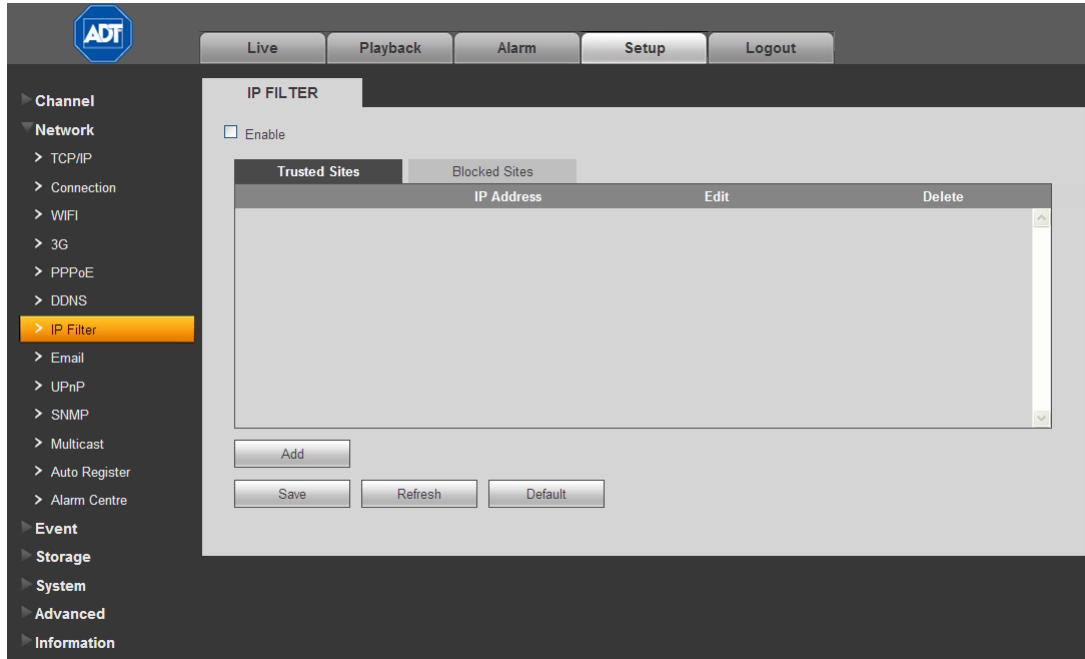 ADT
Live Playback Alarm Setup Logout
Channel
Network
TCP/IP
Connection
WIFI
3G
PPPoE
DDNS
IP Filter
Email
UPnP
SNMP
Multicast
Auto Register
Alarm Centre
Event
Storage
System
Advanced
Information
IP FILTER
Enable
Trusted Sites Blocked Sites
IP Address Edit Delete
Add
Save Refresh Default